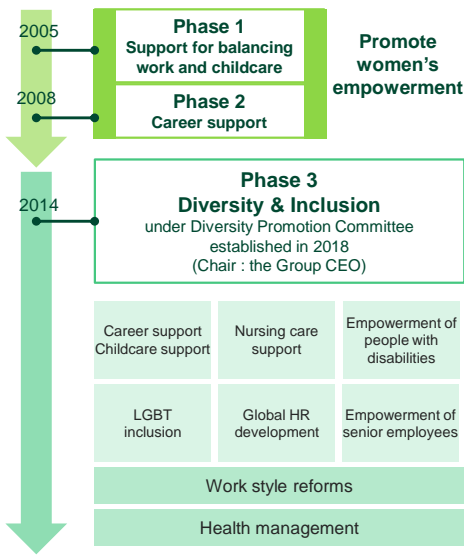 2005
Phase 1
Support for balancing
work and childcare
Promote
women's
empowerment
2008
Phase 2
Career support
2014
Phase 3
Diversity & Inclusion
under Diversity Promotion Committee
established in 2018
(Chair : the Group CEO)
Career support
Childcare support
Nursing care
support
Empowerment of
people with
disabilities
LGBT
inclusion
Global HR
development
Empowerment of
senior employees
Work style reforms
Health management